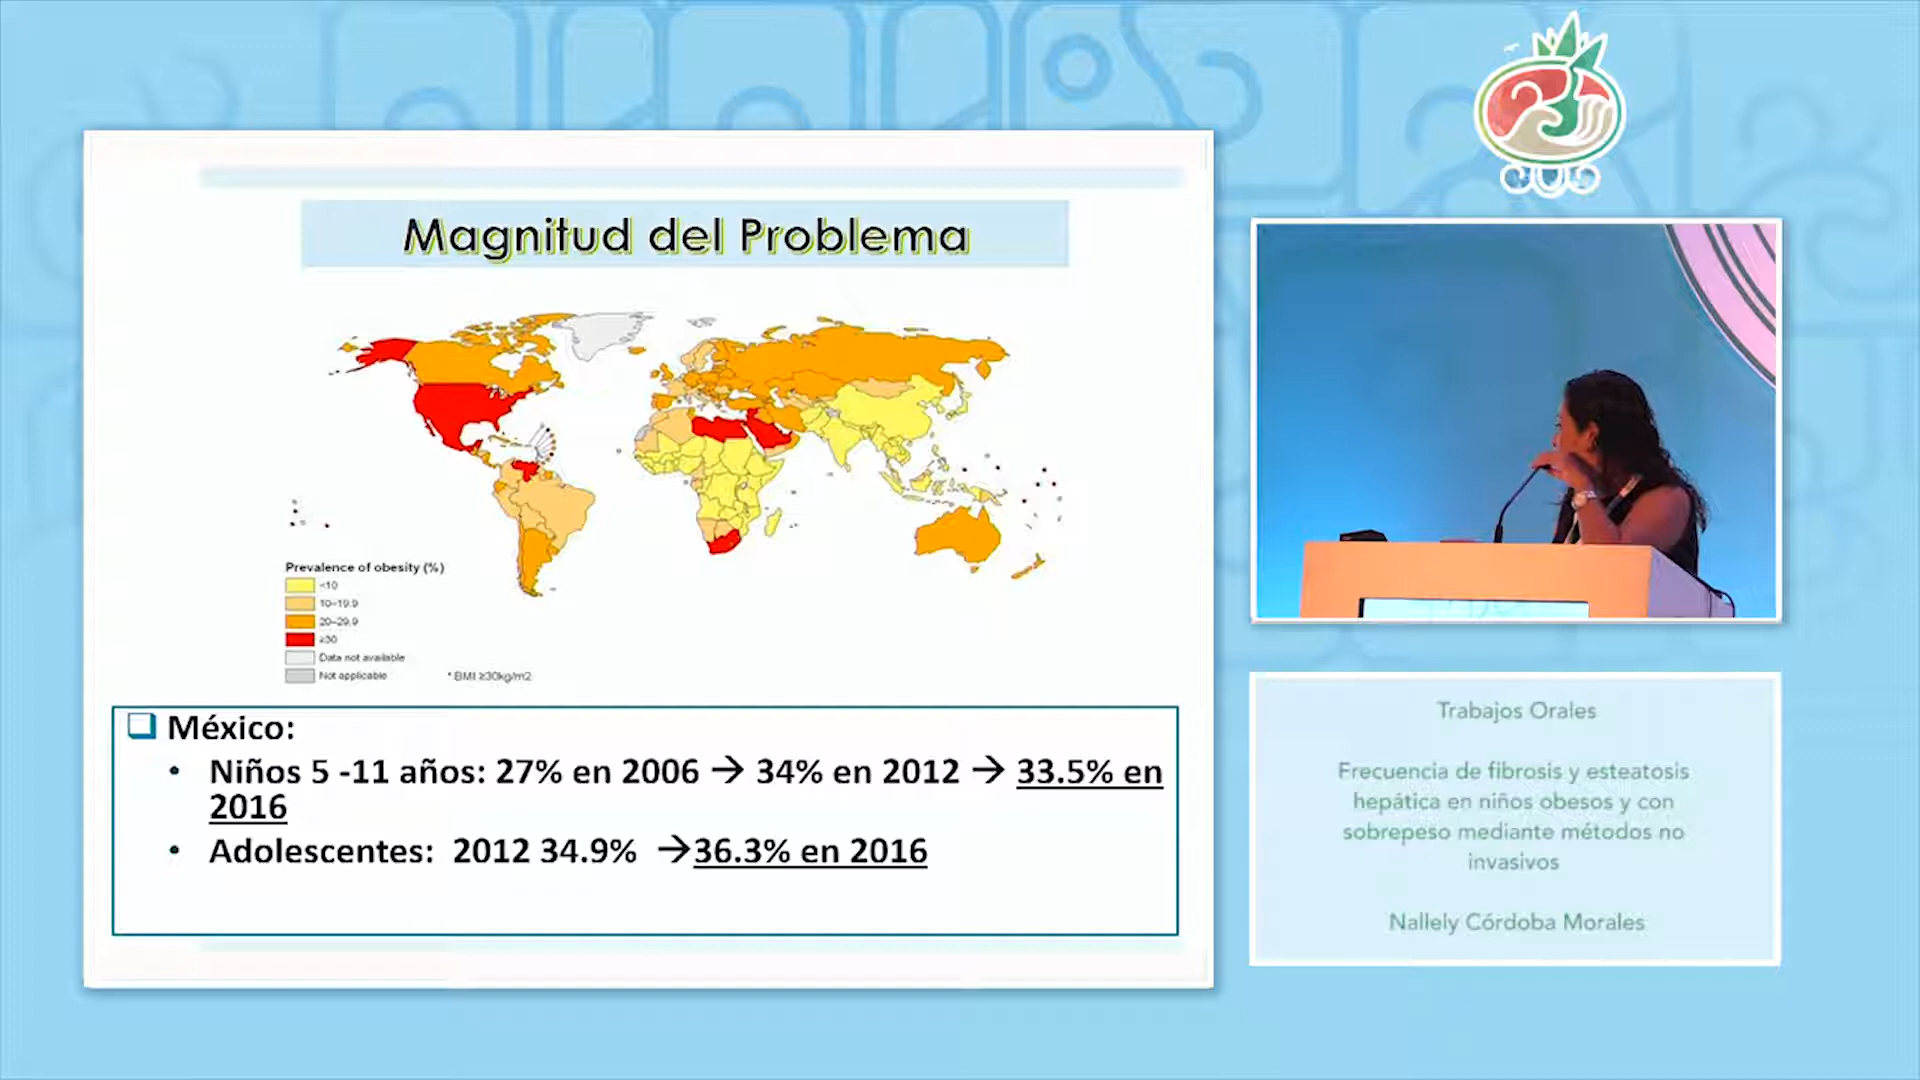 Magnitud del Problema
Prevalence of obesity (%)
<10
10–19.9
20–29.9
≥30
Data not available
Not applicable
* BMI ≥30kg/m2
México:
• Niños 5 -11 años: 27% en 2006 → 34% en 2012 → 33.5% en
2016
• Adolescentes: 2012 34.9% →36.3% en 2016
Trabajos Orales
Frecuencia de fibrosis y esteatosis
hepática en niños obesos y con
sobrepeso mediante métodos no
invasivos
Nallely Córdoba Morales